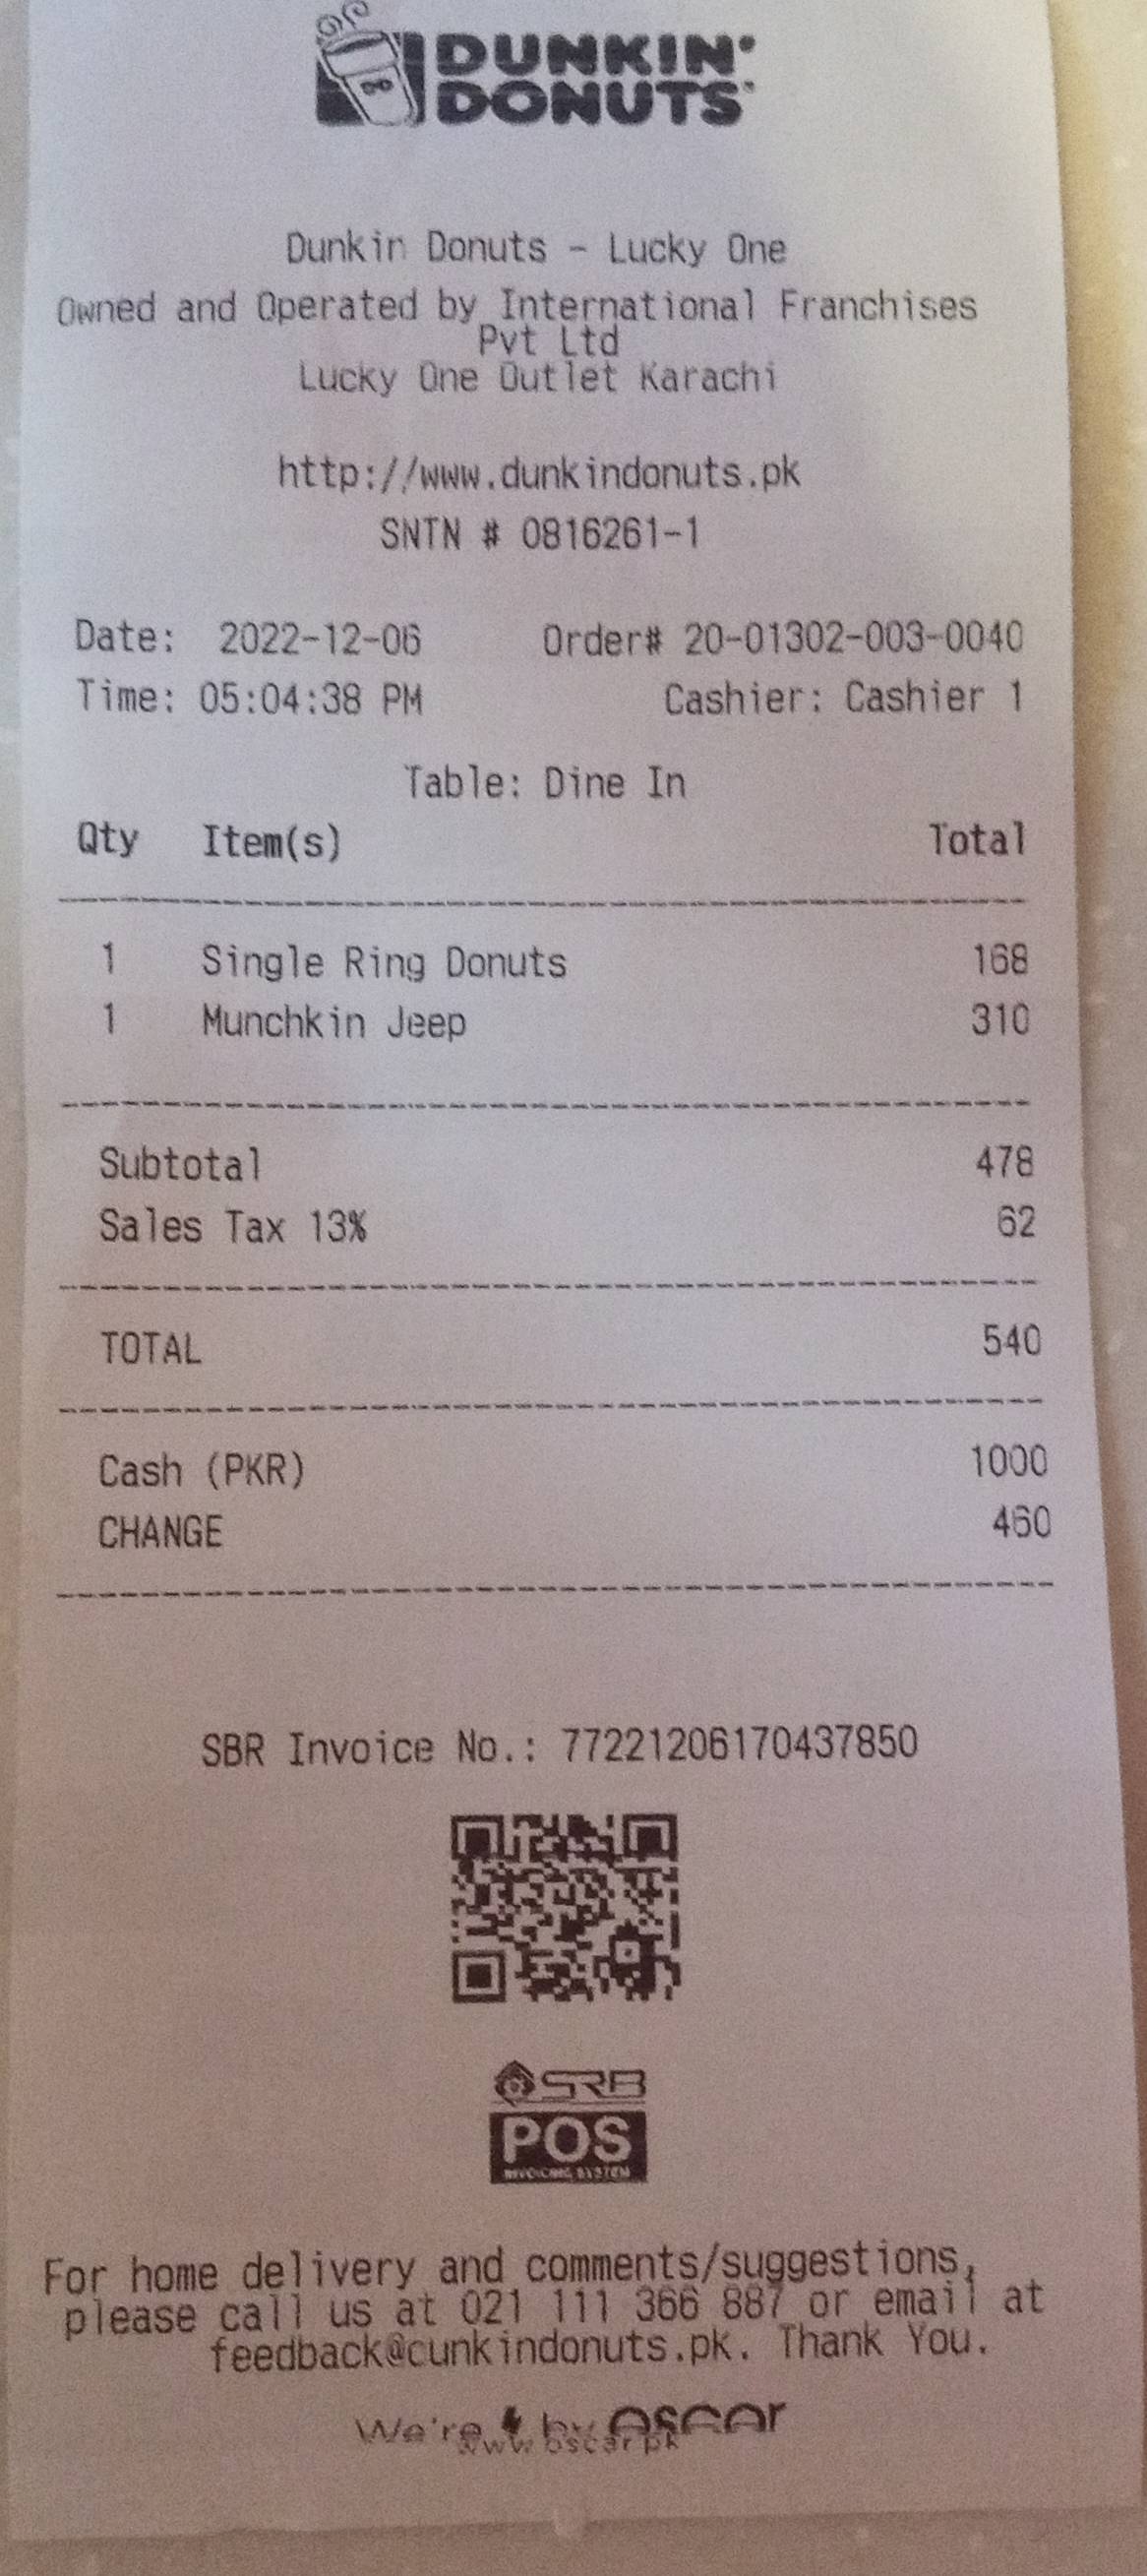 DUNKIN'
DONUTS
Dunkin Donuts - Lucky One
Owned and Operated by International Franchises
Pvt Ltd
Lucky One Outlet Karachi
http://www.dunkindonuts.pk
SNTN # 0816261-1
Date: 2022-12-06 Order# 20-01302-003-0040
Time: 05:04:38 PM Cashier: Cashier 1
Table: Dine In
Qty Item(s) Total
1 Single Ring Donuts 168
1 Munchkin Jeep 310
Subtotal 478
Sales Tax 13% 62
TOTAL 540
Cash (PKR) 1000
CHANGE 460
SBR Invoice No.: 77221206170437850
SRB
POS
INVOICING SYSTEM
For home delivery and comments/suggestions,
please call us at 021 111 366 887 or email at
feedback@cunkindonuts.pk. Thank You.
We're by oscar
www.oscar.pk